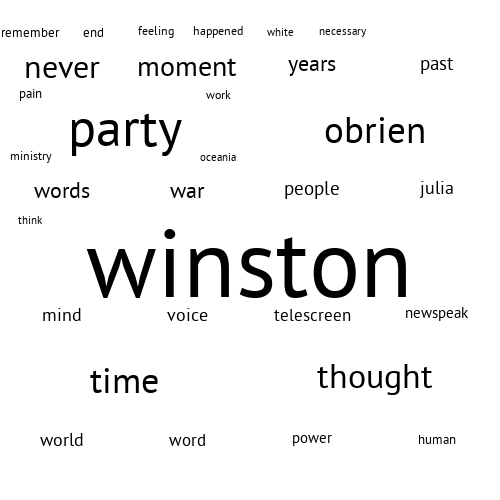 remember end feeling happened white necessary
never moment years past
pain work
party obrien
ministry oceania
words war people julia
think
winston
mind voice telescreen newspeak
time thought
world word power human